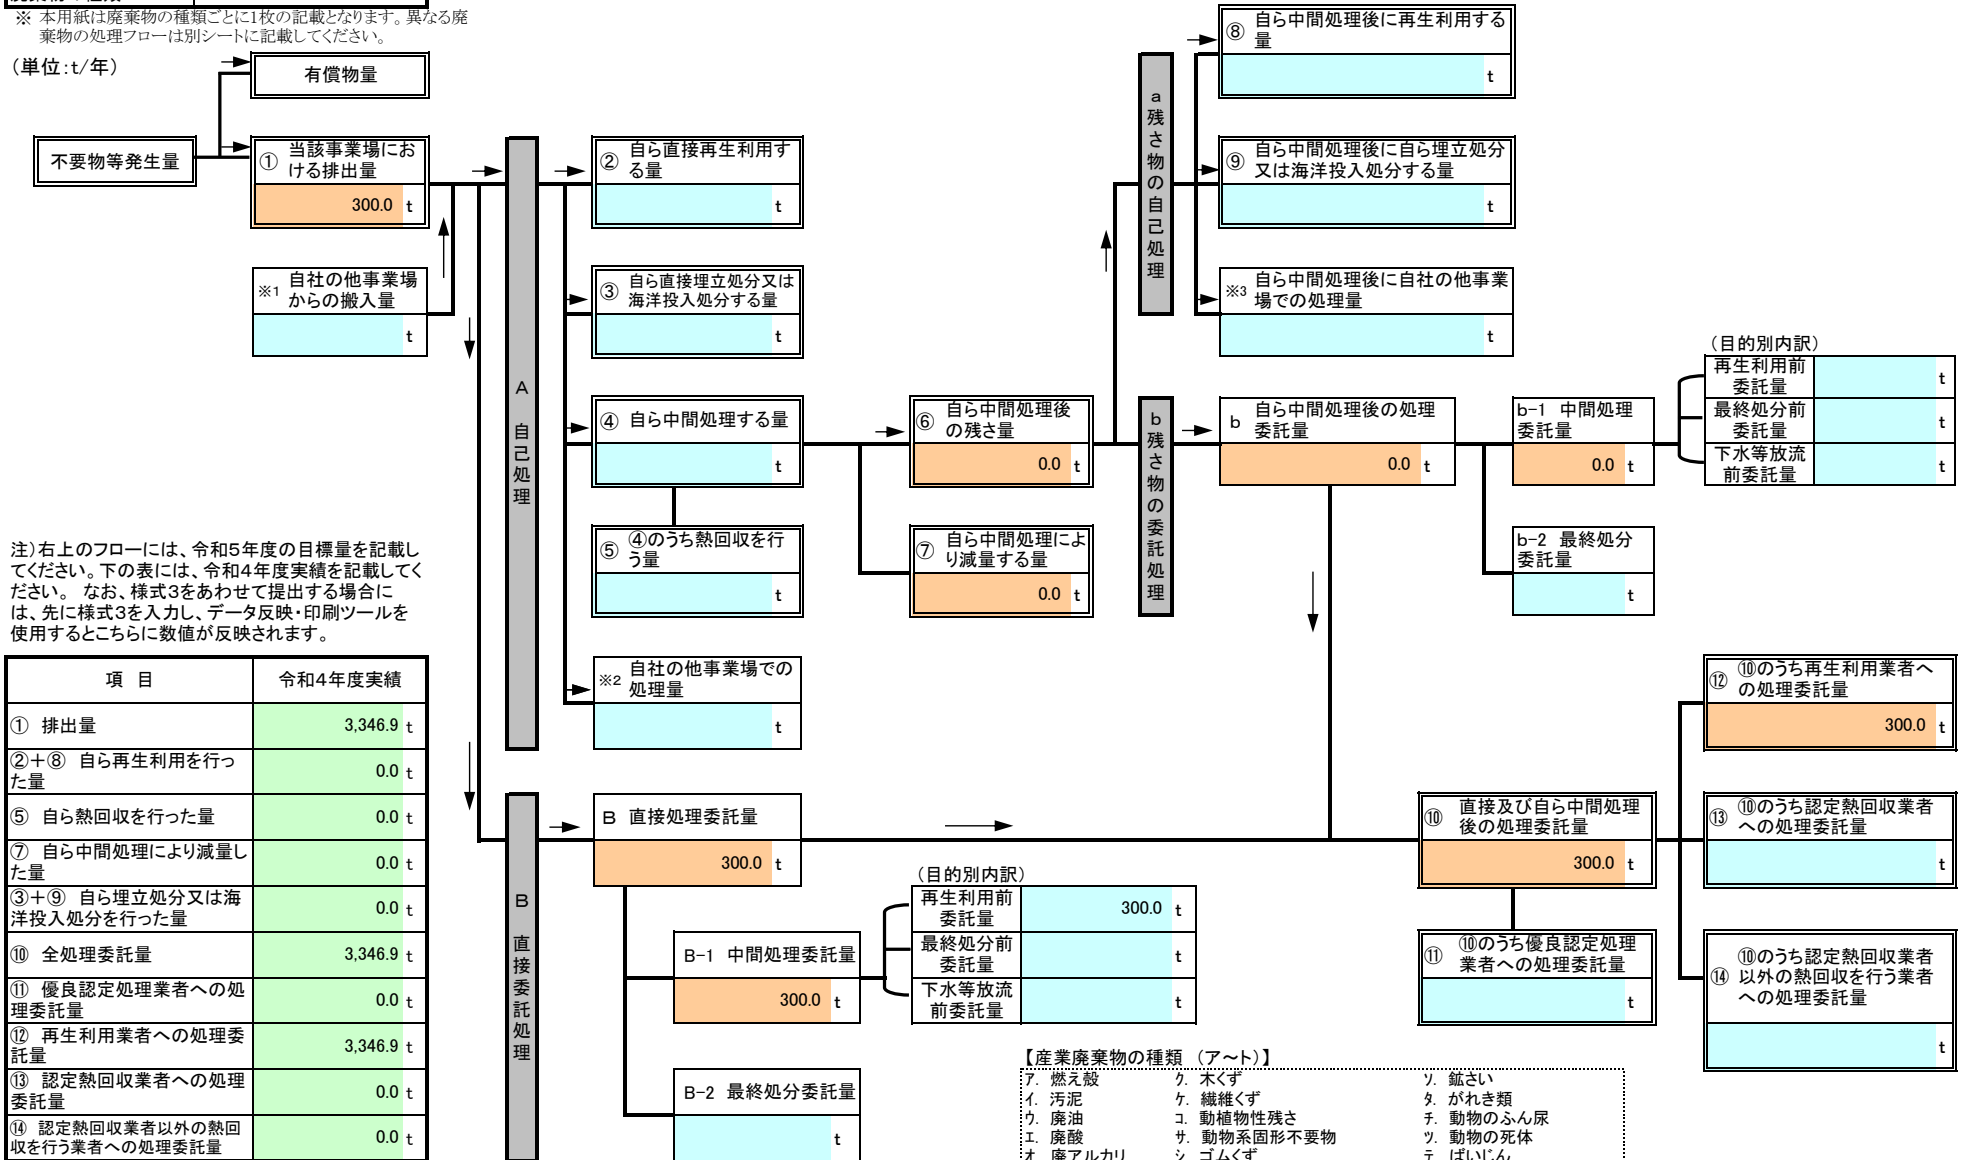 ※ 本用紙は廃棄物の種類ごとに1枚の記載となります。異なる廃
棄物の処理フローは別シートに記載してください。
(単位:t/年)
有償物量
不要物等発生量
① 当該事業場にお
ける排出量
300.0 t
※1 自社の他事業場
からの搬入量
t
A 自己処理
② 自ら直接再生利用す
る量
t
③ 自ら直接埋立処分又は
海洋投入処分する量
t
④ 自ら中間処理する量
t
⑤ ④のうち熱回収を行
う量
t
※2 自社の他事業場での
処理量
t
⑥ 自ら中間処理後
の残さ量
0.0 t
⑦ 自ら中間処理によ
り減量する量
0.0 t
a 残さ物の自己処理
⑧ 自ら中間処理後に再生利用する
量
t
⑨ 自ら中間処理後に自ら埋立処分
又は海洋投入処分する量
t
※3 自ら中間処理後に自社の他事業
場での処理量
t
b 残さ物の委託処理
b 自ら中間処理後の処理
委託量
0.0 t
b-1 中間処理
委託量
0.0 t
b-2 最終処分
委託量
t
(目的別内訳)
再生利用前
委託量
t
最終処分前
委託量
t
下水等放流
前委託量
t
注)右上のフローには、令和5年度の目標量を記載し
てください。下の表には、令和4年度実績を記載してく
ださい。 なお、様式3をあわせて提出する場合に
は、先に様式3を入力し、データ反映・印刷ツールを
使用するとこちらに数値が反映されます。
項 目 令和4年度実績
① 排出量 3,346.9 t
②+⑧ 自ら再生利用を行っ
た量 0.0 t
⑤ 自ら熱回収を行った量 0.0 t
⑦ 自ら中間処理により減量し
た量 0.0 t
③+⑨ 自ら埋立処分又は海
洋投入処分を行った量 0.0 t
⑩ 全処理委託量 3,346.9 t
⑪ 優良認定処理業者への処
理委託量 0.0 t
⑫ 再生利用業者への処理委
託量 3,346.9 t
⑬ 認定熱回収業者への処理
委託量 0.0 t
⑭ 認定熱回収業者以外の熱回
収を行う業者への処理委託量 0.0 t
B 直接委託処理
B 直接処理委託量
300.0 t
B-1 中間処理委託量
300.0 t
B-2 最終処分委託量
t
(目的別内訳)
再生利用前
委託量
300.0 t
最終処分前
委託量
t
下水等放流
前委託量
t
⑩ 直接及び自ら中間処理
後の処理委託量
300.0 t
⑪ ⑩のうち優良認定処理
業者への処理委託量
t
⑫ ⑩のうち再生利用業者へ
の処理委託量
300.0 t
⑬ ⑩のうち認定熱回収業者
への処理委託量
t
⑭ ⑩のうち認定熱回収業者
以外の熱回収を行う業者
への処理委託量
t
【産業廃棄物の種類 (ア~ト)】
ア. 燃え殻 ク. 木くず ソ. 鉱さい
イ. 汚泥 ケ. 繊維くず タ. がれき類
ウ. 廃油 コ. 動植物性残さ チ. 動物のふん尿
エ. 廃酸 サ. 動物系固形不要物 ツ. 動物の死体
オ. 廃アルカリ シ. ゴムくず テ. ばいじん